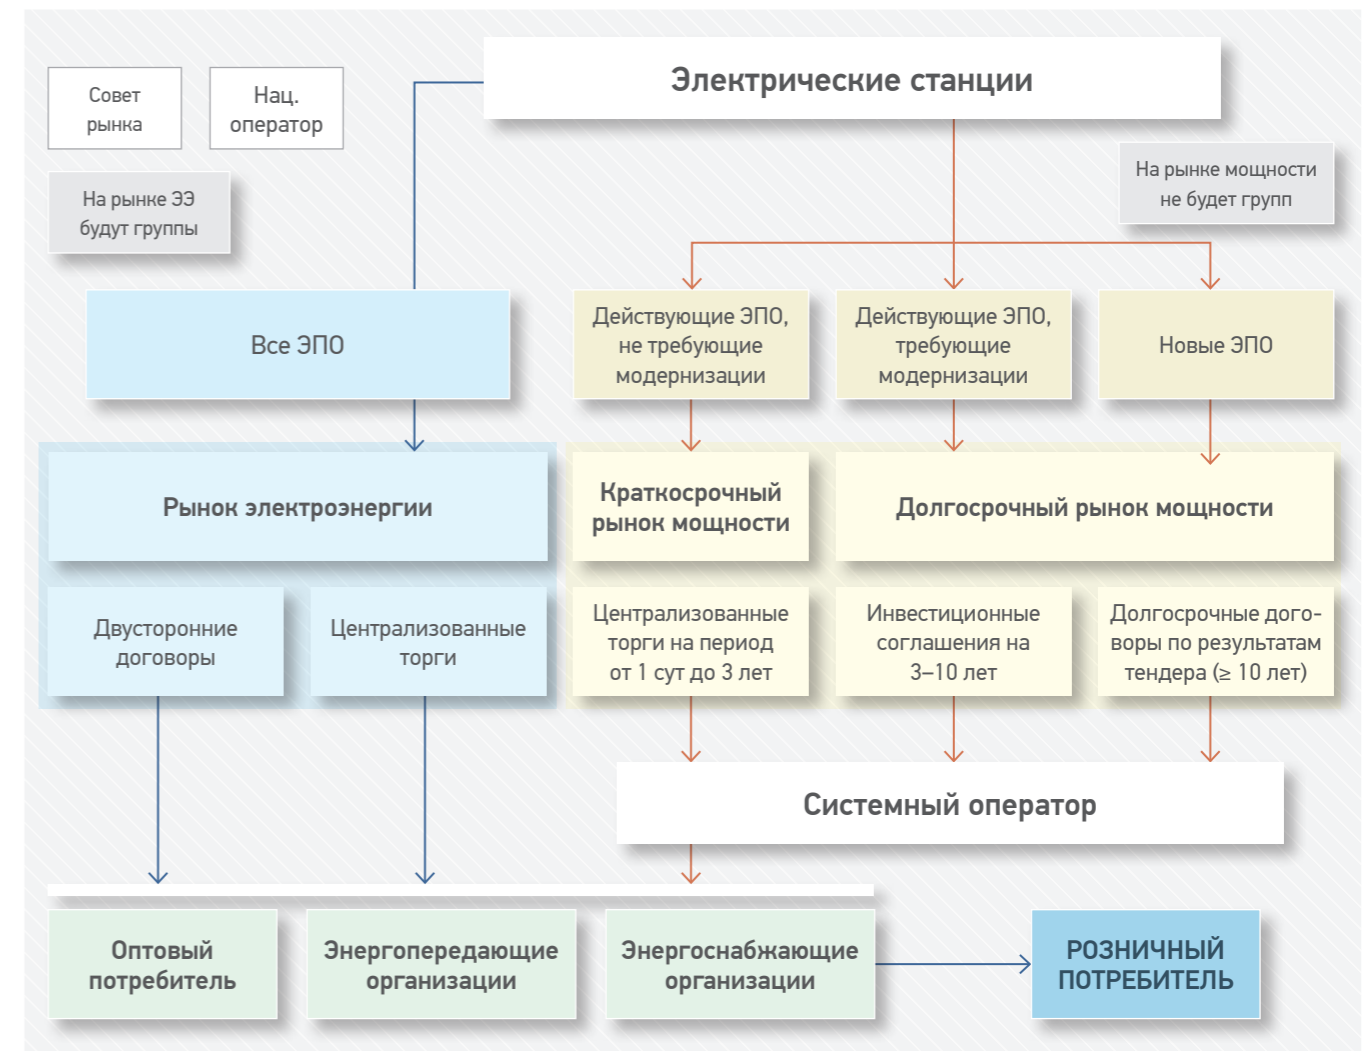 Электрические станции
Совет
рынка
Нац.
оператор
На рынке мощности
не будет групп
На рынке ЭЭ
будут группы
Все ЭПО
Действующие ЭПО,
не требующие
модернизации
Действующие ЭПО,
требующие
модернизации
Новые ЭПО
Рынок электроэнергии
Краткосрочный
рынок мощности
Долгосрочный рынок мощности
Двусторонние
договоры
Централизованные
торги
Централизованные
торги на период
от 1 сут до 3 лет
Инвестиционные
соглашения на
3–10 лет
Долгосрочные дого-
воры по результатам
тендера (≥ 10 лет)
Системный оператор
Оптовый
потребитель
Энергопередающие
организации
Энергоснабжающие
организации
РОЗНИЧНЫЙ
ПОТРЕБИТЕЛЬ